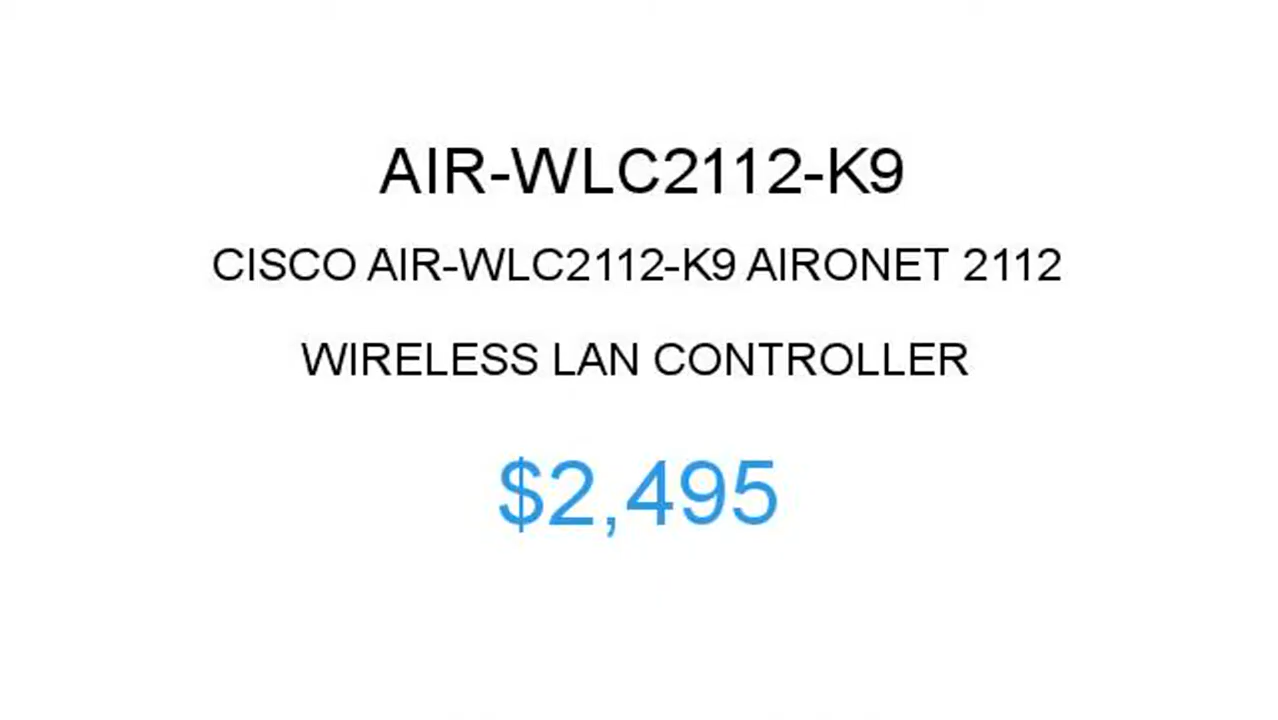 AIR-WLC2112-K9
CISCO AIR-WLC2112-K9 AIRONET 2112
WIRELESS LAN CONTROLLER
$2,495